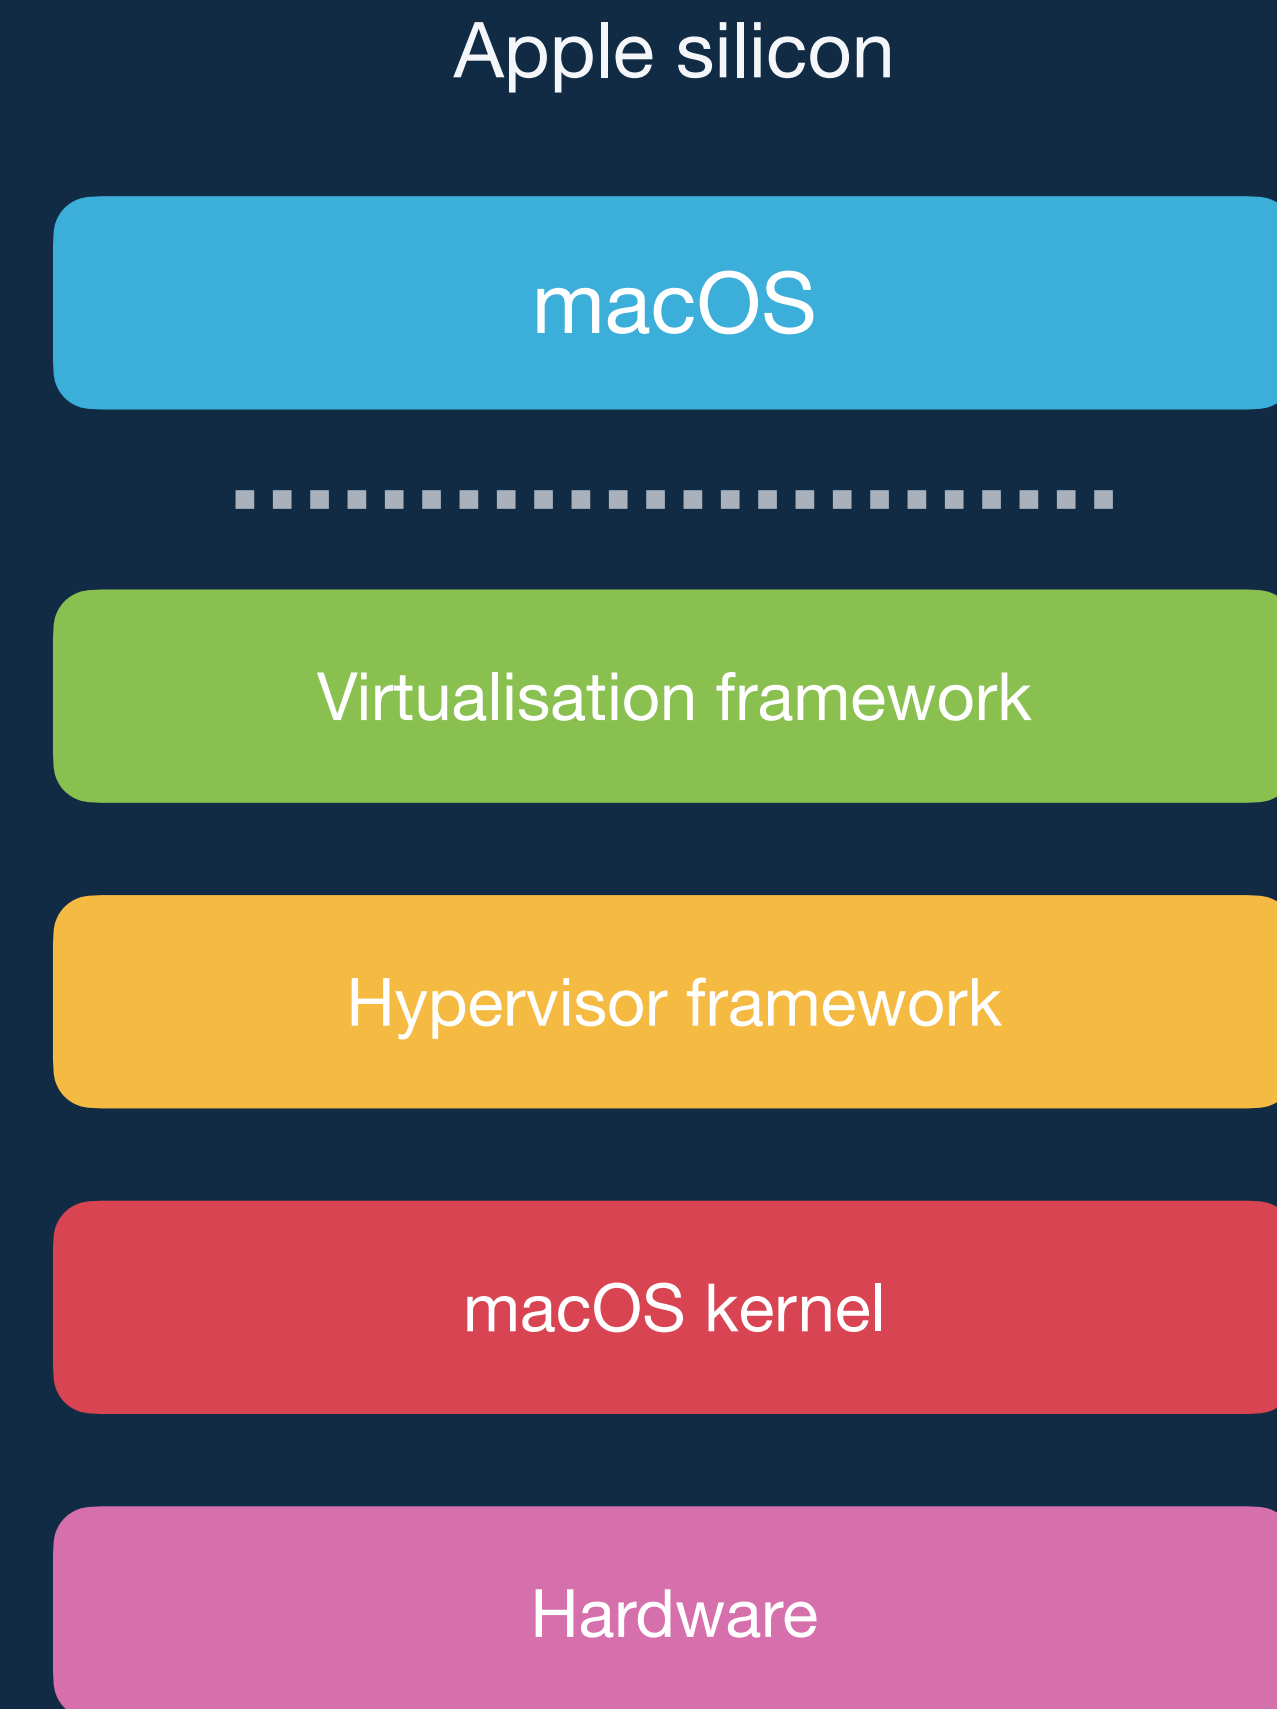 Apple silicon
macOS
Virtualisation framework
Hypervisor framework
macOS kernel
Hardware